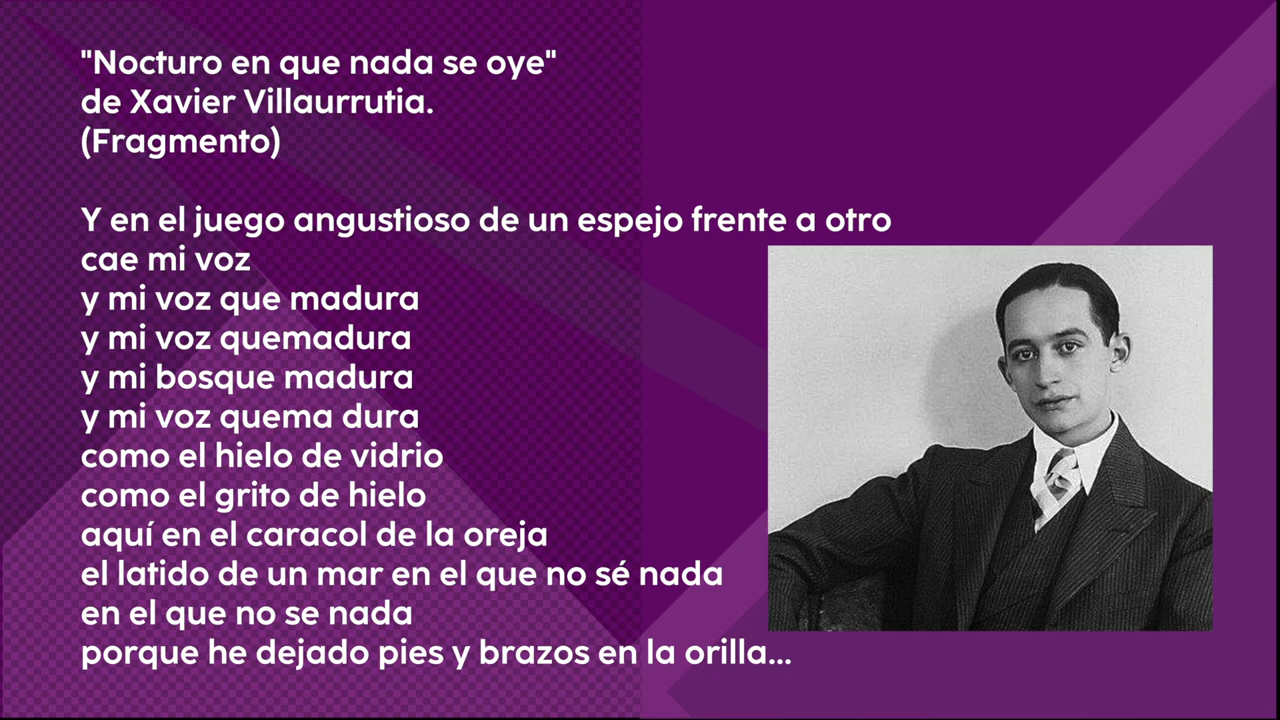 "Nocturo en que nada se oye"
de Xavier Villaurrutia.
(Fragmento)
Y en el juego angustioso de un espejo frente a otro
cae mi voz
y mi voz que madura
y mi voz quemadura
y mi bosque madura
y mi voz quema dura
como el hielo de vidrio
como el grito de hielo
aquí en el caracol de la oreja
el latido de un mar en el que no sé nada
en el que no se nada
porque he dejado pies y brazos en la orilla...